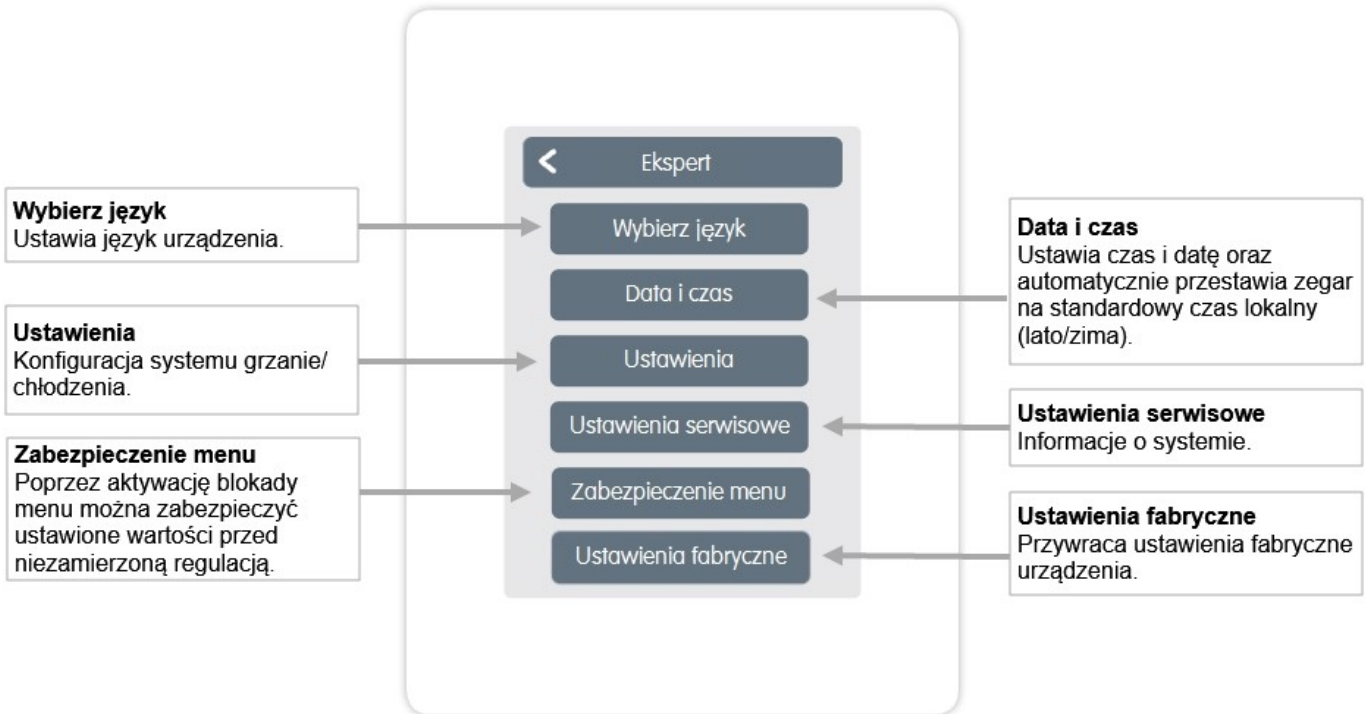 Ekspert
Wybierz język
Data i czas
Ustawienia
Ustawienia serwisowe
Zabezpieczenie menu
Ustawienia fabryczne
Wybierz język
Ustawia język urządzenia.
Ustawienia
Konfiguracja systemu grzanie/
chłodzenia.
Zabezpieczenie menu
Poprzez aktywację blokady
menu można zabezpieczyć
ustawione wartości przed
niezamierzoną regulacją.
Data i czas
Ustawia czas i datę oraz
automatycznie przestawia zegar
na standardowy czas lokalny
(lato/zima).
Ustawienia serwisowe
Informacje o systemie.
Ustawienia fabryczne
Przywraca ustawienia fabryczne
urządzenia.